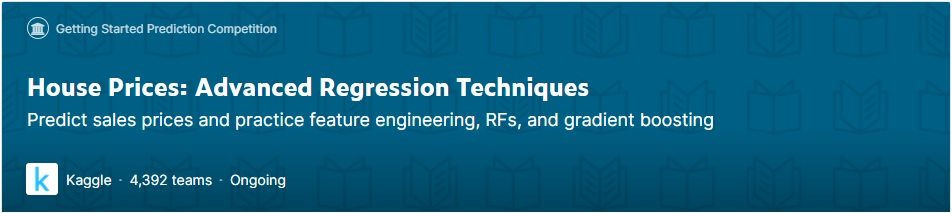 Getting Started Prediction Competition
House Prices: Advanced Regression Techniques
Predict sales prices and practice feature engineering, RFs, and gradient boosting
k Kaggle · 4,392 teams · Ongoing